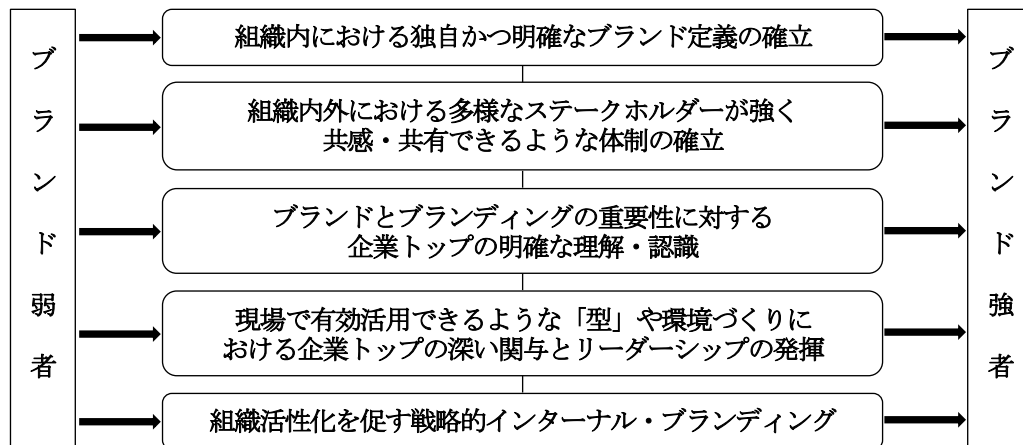 ブランド弱者
組織内における独自かつ明確なブランド定義の確立
組織内外における多様なステークホルダーが強く
共感・共有できるような体制の確立
ブランドとブランディングの重要性に対する
企業トップの明確な理解・認識
現場で有効活用できるような「型」や環境づくりに
おける企業トップの深い関与とリーダーシップの発揮
組織活性化を促す戦略的インターナル・ブランディング
ブランド強者